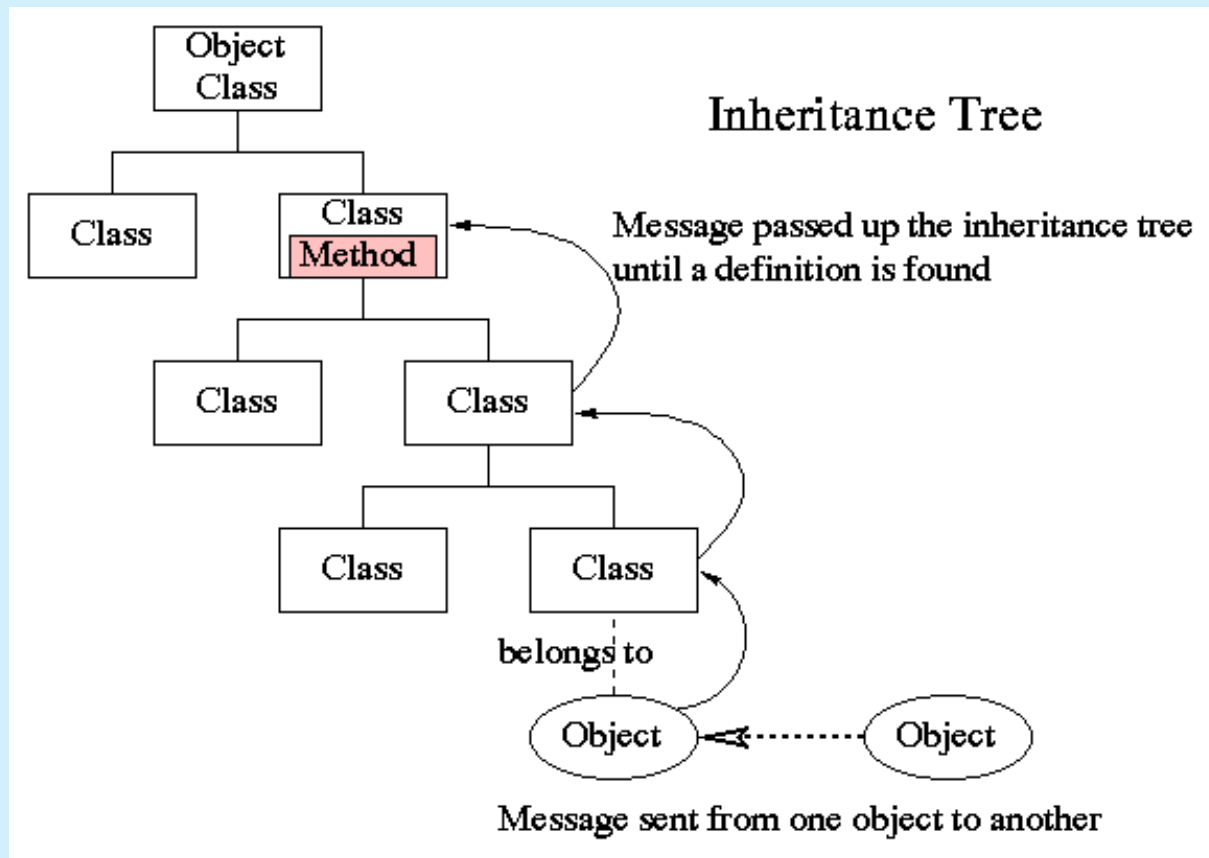 Object
Class
Inheritance Tree
Class
Class
Method
Message passed up the inheritance tree
until a definition is found
Class
Class
Class
Class
belongs to
Object
Object
Message sent from one object to another